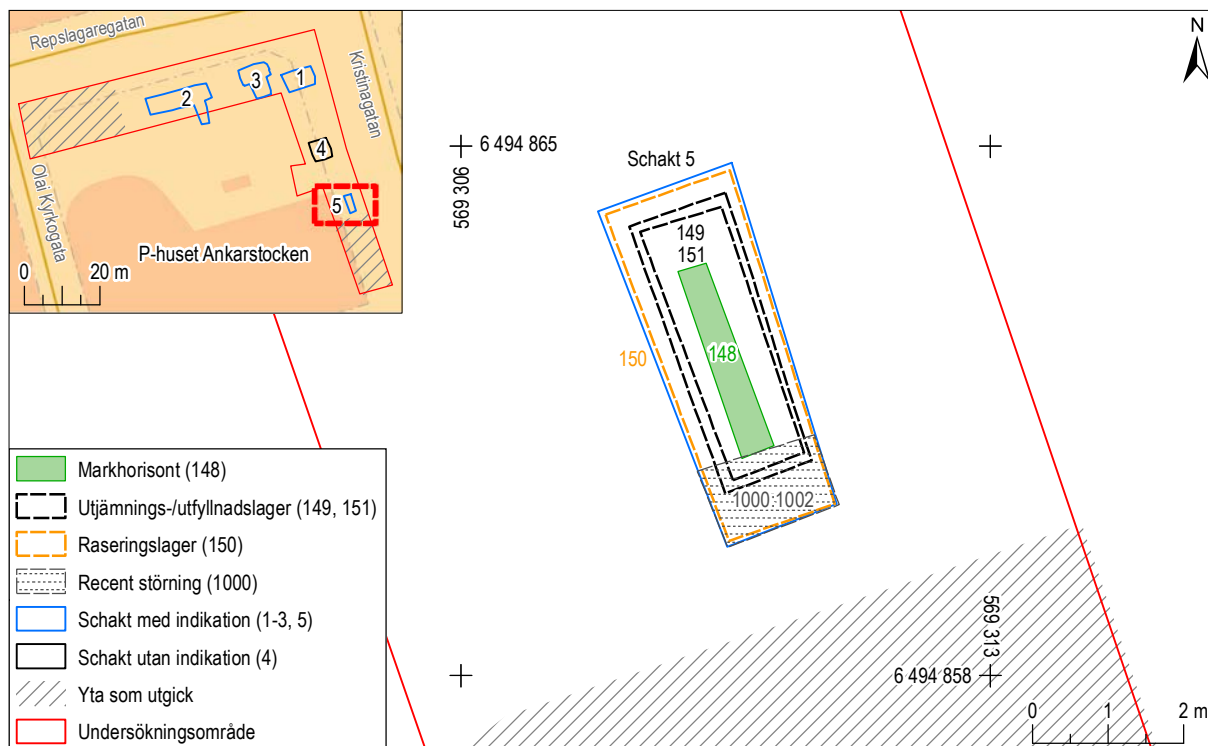 Repslagaregatan
Kristinagatan
Olai Kyrkogata
1
2
3
4
5
P-huset Ankarstocken
0 20 m
N
6 494 865
569 306
Schakt 5
149
151
150
148
1000:1002
569 313
6 494 858
0 1 2 m
Markhorisont (148)
Utjämnings-/utfyllnadslager (149, 151)
Raseringslager (150)
Recent störning (1000)
Schakt med indikation (1-3, 5)
Schakt utan indikation (4)
Yta som utgick
Undersökningsområde